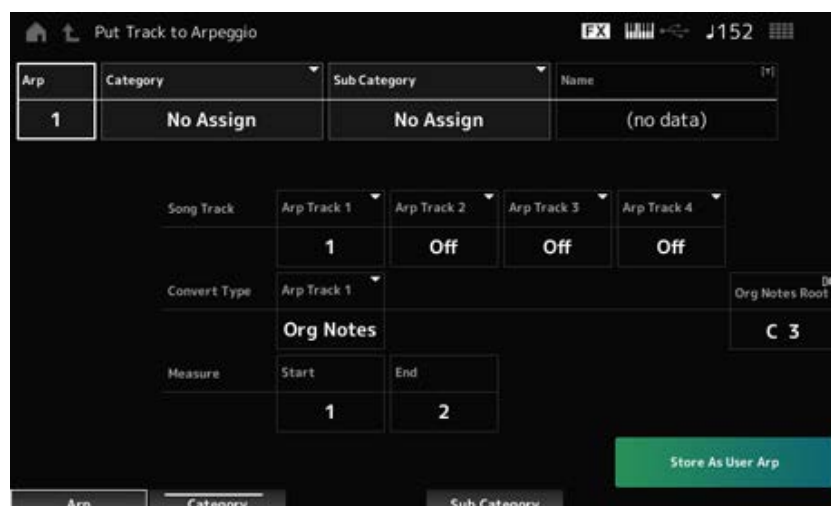 Put Track to Arpeggio FX ♩152
Arp Category Sub Category Name
1 No Assign No Assign (no data)
Song Track Arp Track 1 Arp Track 2 Arp Track 3 Arp Track 4
1 Off Off Off
Convert Type Arp Track 1 Org Notes Root
Org Notes C 3
Measure Start End
1 2
Store As User Arp
Arp Category Sub Category